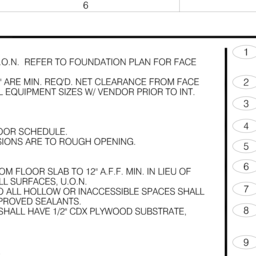 6
.O.N. REFER TO FOUNDATION PLAN FOR FACE
ARE MIN. REQ'D. NET CLEARANCE FROM FACE
EQUIPMENT SIZES W/ VENDOR PRIOR TO INT.
OOR SCHEDULE.
SIONS ARE TO ROUGH OPENING.
OM FLOOR SLAB TO 12" A.F.F. MIN. IN LIEU OF
LL SURFACES, U.O.N.
D ALL HOLLOW OR INACCESSIBLE SPACES SHALL
PROVED SEALANTS.
SHALL HAVE 1/2" CDX PLYWOOD SUBSTRATE,
1
2
3
4
5
6
7
8
9